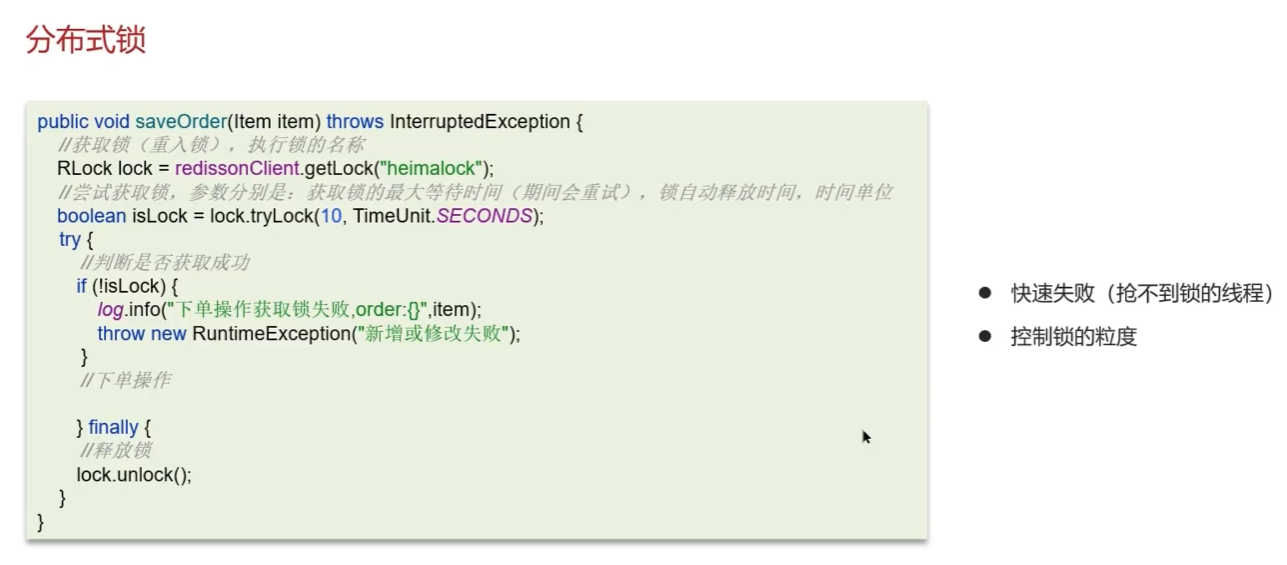 分布式锁
public void saveOrder(Item item) throws InterruptedException {
//获取锁（重入锁），执行锁的名称
RLock lock = redissonClient.getLock("heimalock");
//尝试获取锁，参数分别是：获取锁的最大等待时间（期间会重试），锁自动释放时间，时间单位
boolean isLock = lock.tryLock(10, TimeUnit.SECONDS);
try {
//判断是否获取成功
if (!isLock) {
log.info("下单操作获取锁失败,order:{}",item);
throw new RuntimeException("新增或修改失败");
}
//下单操作
} finally {
//释放锁
lock.unlock();
}
}
● 快速失败（抢不到锁的线程）
● 控制锁的粒度